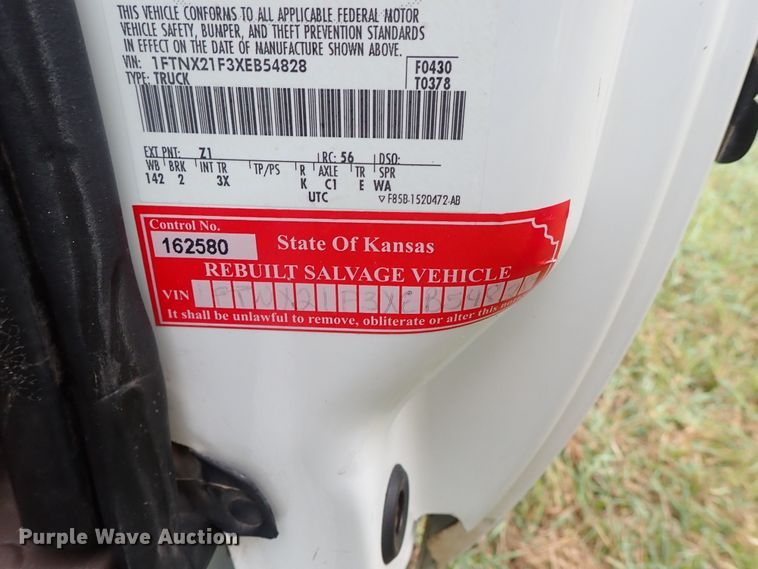 THIS VEHICLE CONFORMS TO ALL APPLICABLE FEDERAL MOTOR
VEHICLE SAFETY, BUMPER, AND THEFT PREVENTION STANDARDS
IN EFFECT ON THE DATE OF MANUFACTURE SHOWN ABOVE.
VIN: 1FTNX21F3XEB54828
F0430
TYPE: TRUCK
T0378
EXT PNT: Z1 RC: 56 DSO:
WB BRK INT TR TP/PS R AXLE TR SPR
142 2 3X K C1 E WA
UTC ▽ F85B-1520472-AB
Control No.
162580 State Of Kansas
REBUILT SALVAGE VEHICLE
VIN 1FTNX21F3XEB54828
It shall be unlawful to remove, obliterate or alter this
Purple Wave Auction